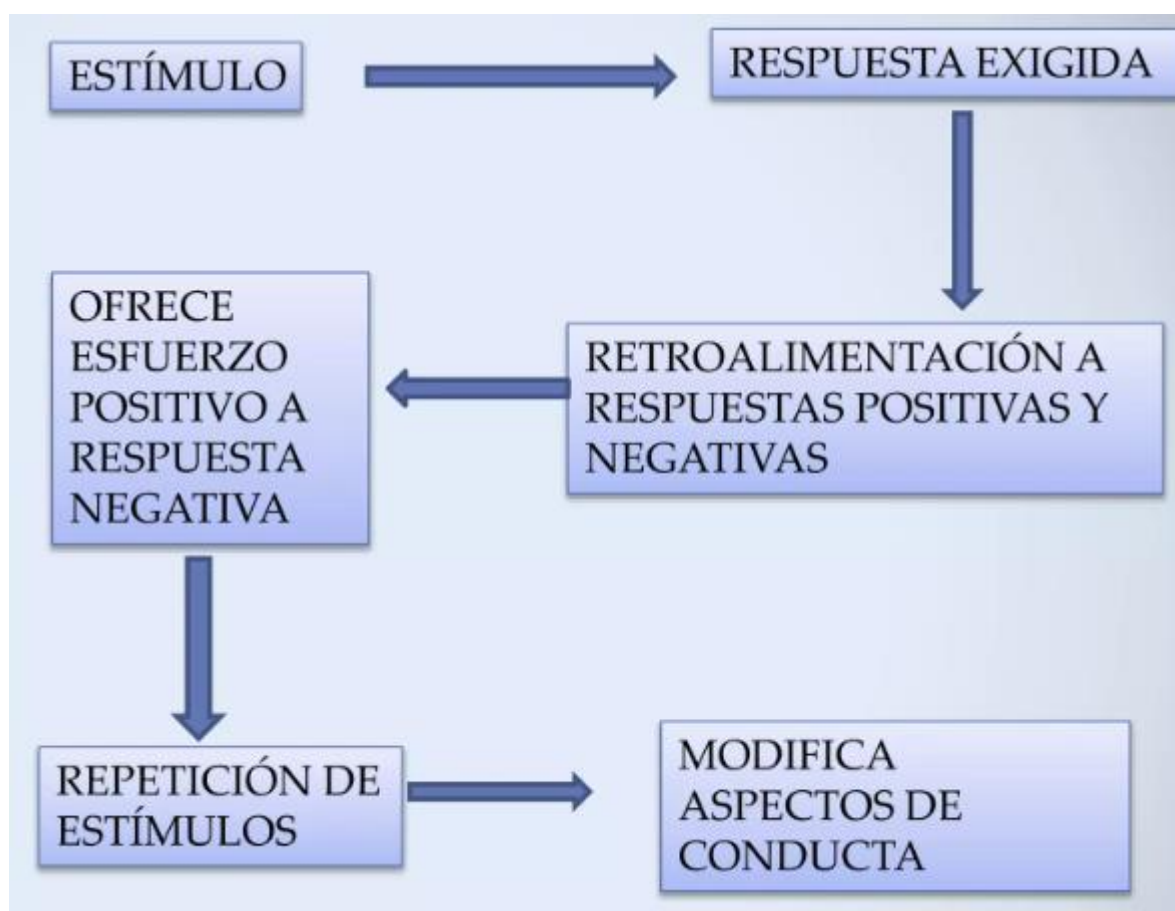 ESTÍMULO
RESPUESTA EXIGIDA
RETROALIMENTACIÓN A
RESPUESTAS POSITIVAS Y
NEGATIVAS
OFRECE
ESFUERZO
POSITIVO A
RESPUESTA
NEGATIVA
REPETICIÓN DE
ESTÍMULOS
MODIFICA
ASPECTOS DE
CONDUCTA